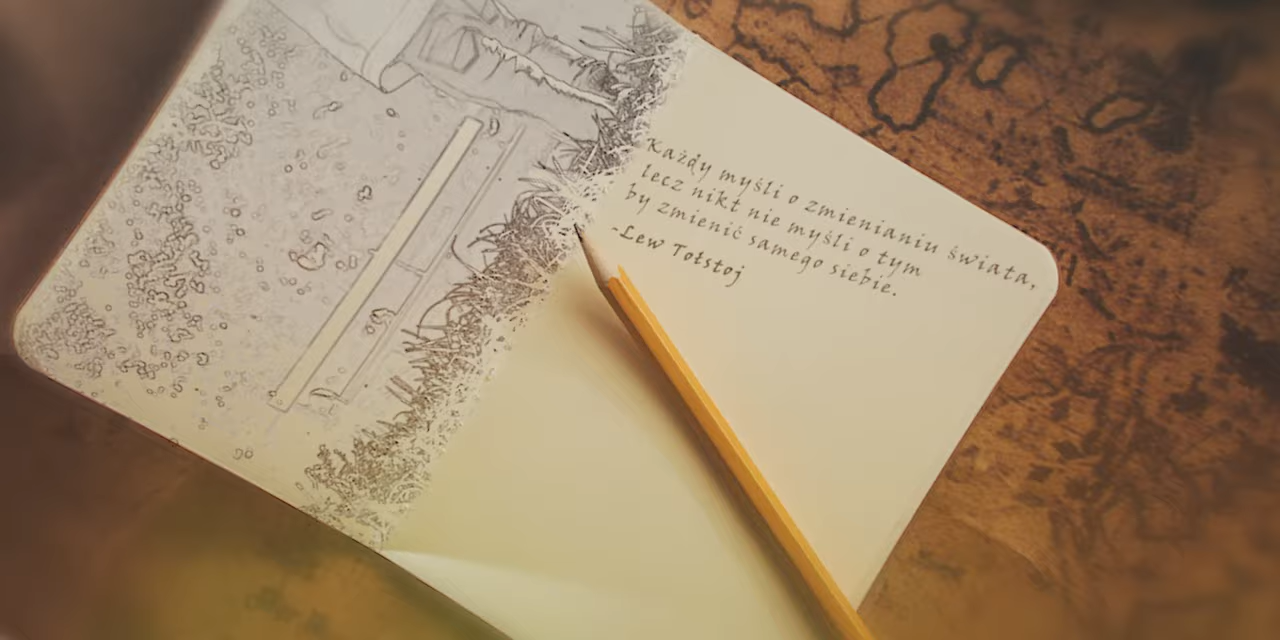 Każdy myśli o zmienianiu świata,
lecz nikt nie myśli o tym
by zmienić samego siebie.
-Lew Tołstoj